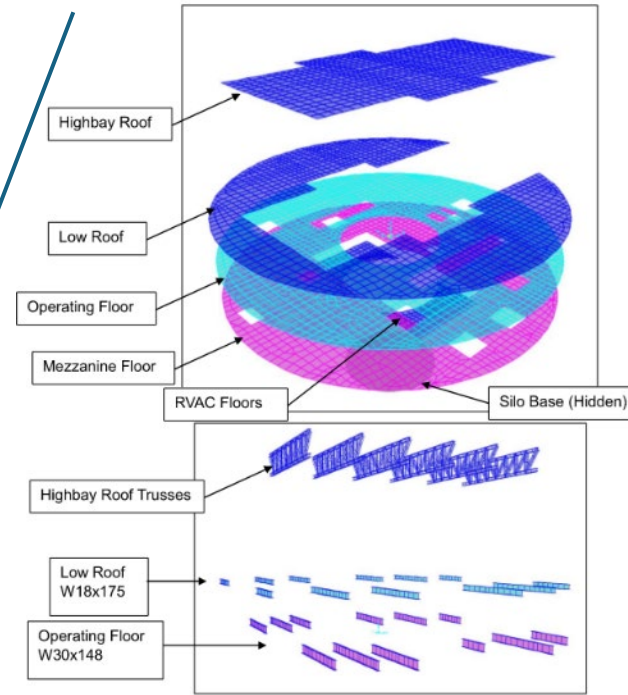 Highbay Roof
Low Roof
Operating Floor
Mezzanine Floor
RVAC Floors
Silo Base (Hidden)
Highbay Roof Trusses
Low Roof
W18x175
Operating Floor
W30x148